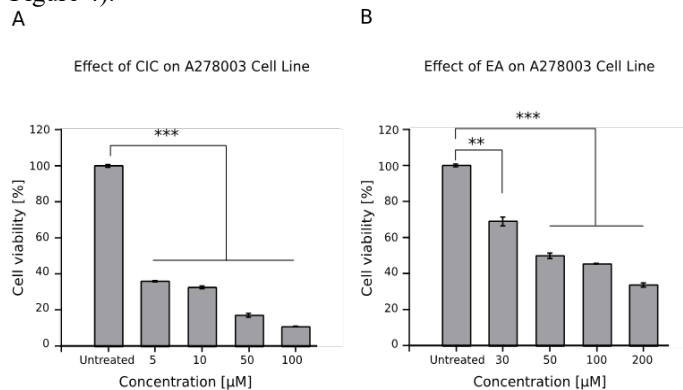 Figure 4).
A
B
Effect of CIC on A278003 Cell Line
Effect of EA on A278003 Cell Line
***
***
**
120
100
80
60
40
20
0
Cell viability [%]
Untreated 5 10 50 100
Concentration [μM]
120
100
80
60
40
20
0
Cell viability [%]
Untreated 30 50 100 200
Concentration [μM]